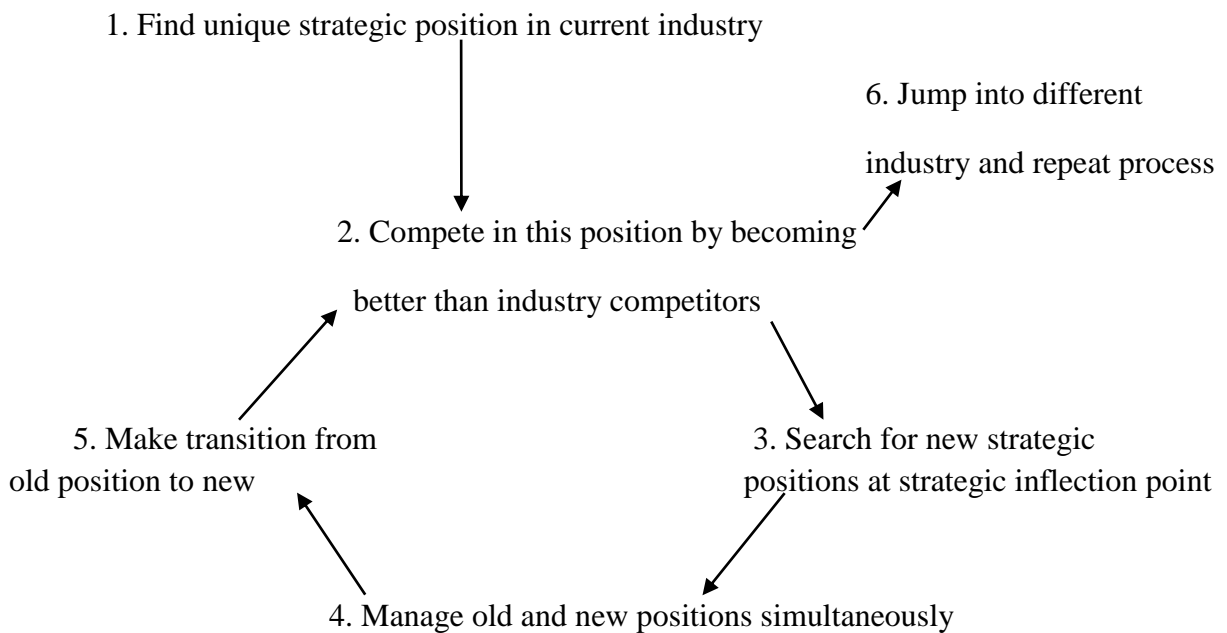 1. Find unique strategic position in current industry
6. Jump into different
industry and repeat process
2. Compete in this position by becoming
better than industry competitors
5. Make transition from
old position to new
3. Search for new strategic
positions at strategic inflection point
4. Manage old and new positions simultaneously